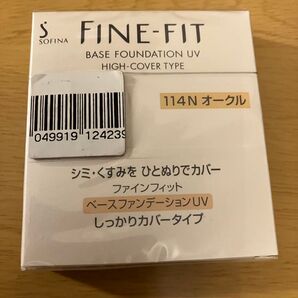 SOFINA
FINE-FIT
BASE FOUNDATION UV
HIGH-COVER TYPE
114N オークル
049919 124239
シミ・くすみを ひとぬりでカバー
ファインフィット
ベースファンデーションUV
しっかりカバータイプ